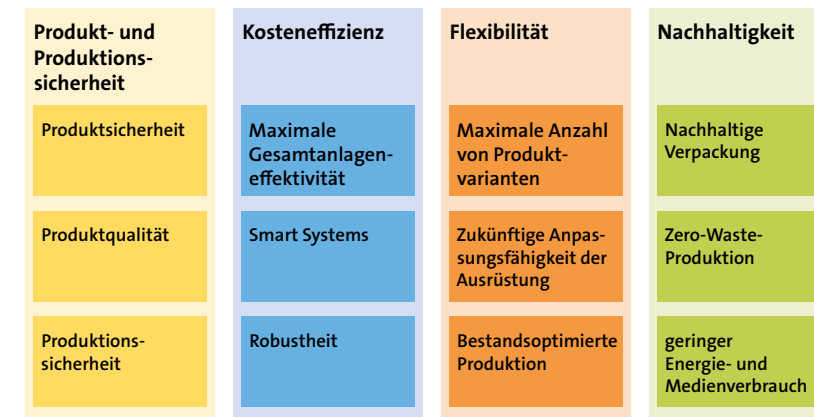 Produkt- und
Produktions-
sicherheit
Produktsicherheit
Produktqualität
Produktions-
sicherheit
Kosteneffizienz
Maximale
Gesamtanlagen-
effektivität
Smart Systems
Robustheit
Flexibilität
Maximale Anzahl
von Produkt-
varianten
Zukünftige Anpas-
sungsfähigkeit der
Ausrüstung
Bestandsoptimierte
Produktion
Nachhaltigkeit
Nachhaltige
Verpackung
Zero-Waste-
Produktion
geringer
Energie- und
Medienverbrauch